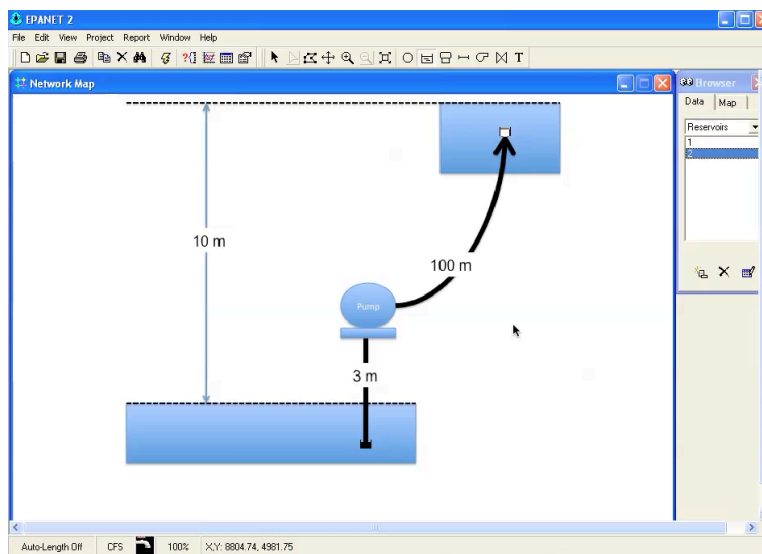 EPANET 2
File Edit View Project Report Window Help
T
Network Map
Browser
Data Map
Reservoirs
1
2
10 m
100 m
Pump
3 m
Auto-Length Off CFS 100% X,Y: 8804.74, 4981.75